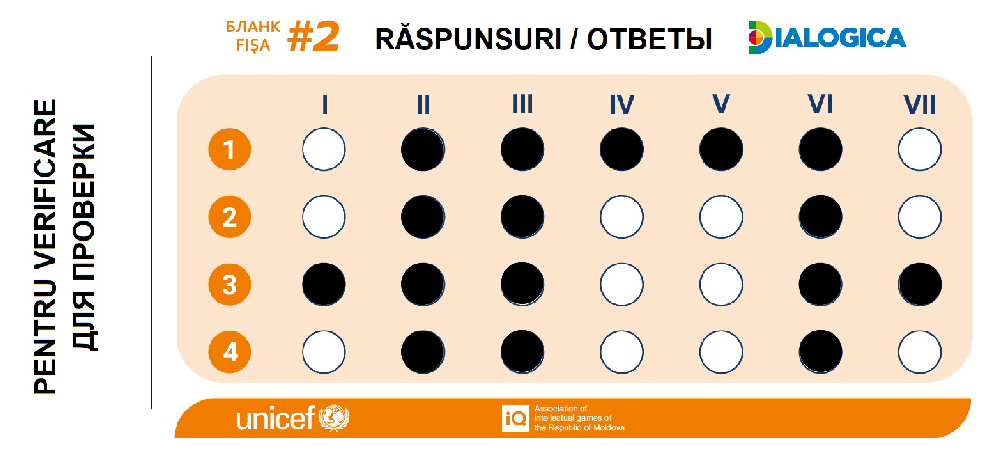 БЛАНК
FIȘA
#2
RĂSPUNSURI / ОТВЕТЫ
DIALOGICA
PENTRU VERIFICARE
ДЛЯ ПРОВЕРКИ
I II III IV V VI VII
1
2
3
4
unicef
iQ
Association of
intellectual games of
the Republic of Moldova